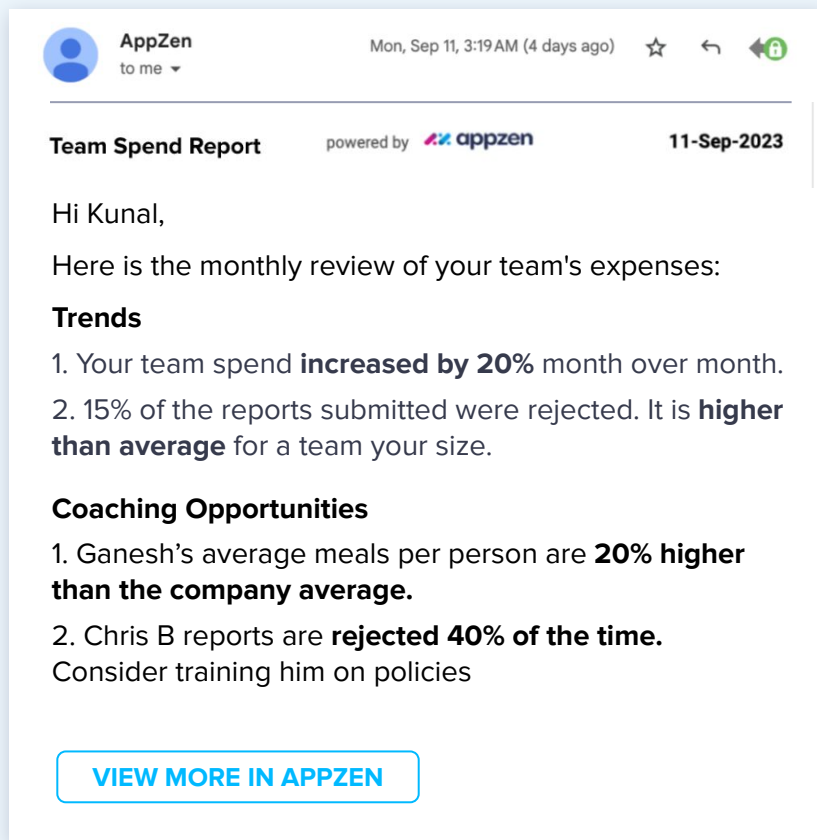 AppZen
Mon, Sep 11, 3:19 AM (4 days ago)
to me
Team Spend Report
powered by appzen
11-Sep-2023
Hi Kunal,
Here is the monthly review of your team's expenses:
Trends
1. Your team spend increased by 20% month over month.
2. 15% of the reports submitted were rejected. It is higher
than average for a team your size.
Coaching Opportunities
1. Ganesh’s average meals per person are 20% higher
than the company average.
2. Chris B reports are rejected 40% of the time.
Consider training him on policies
VIEW MORE IN APPZEN